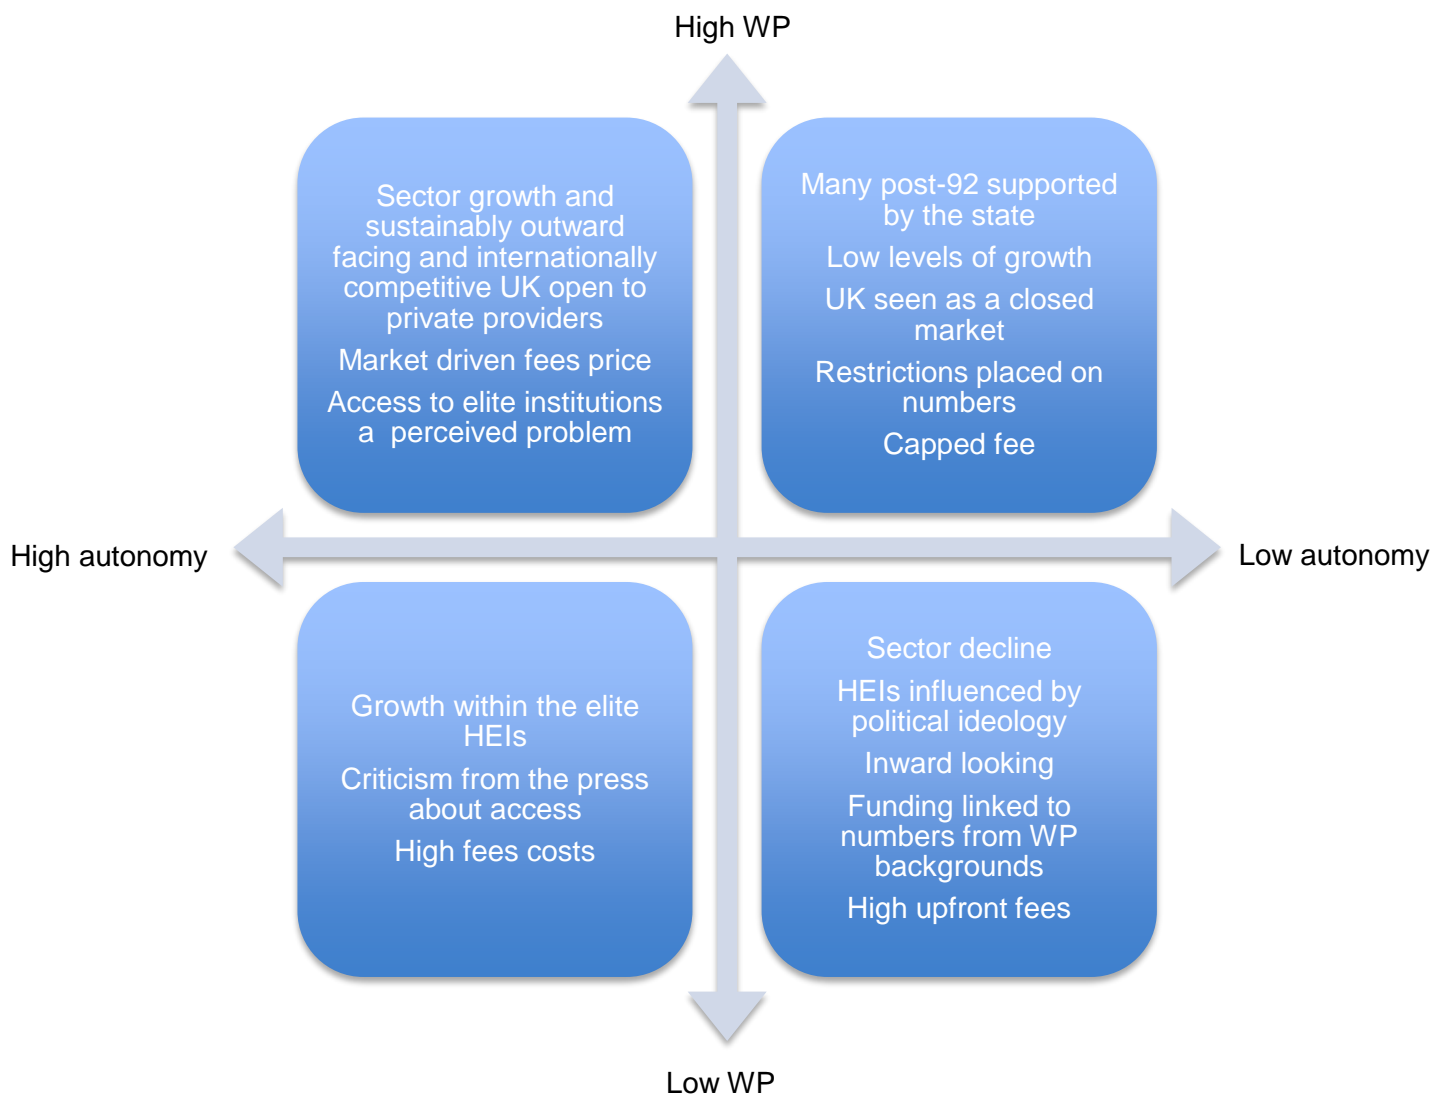 High WP
Sector growth and
sustainably outward
facing and internationally
competitive UK open to
private providers
Market driven fees price
Access to elite institutions
a perceived problem
Many post-92 supported
by the state
Low levels of growth
UK seen as a closed
market
Restrictions placed on
numbers
Capped fee
High autonomy
Low autonomy
Growth within the elite
HEIs
Criticism from the press
about access
High fees costs
Sector decline
HEIs influenced by
political ideology
Inward looking
Funding linked to
numbers from WP
backgrounds
High upfront fees
Low WP